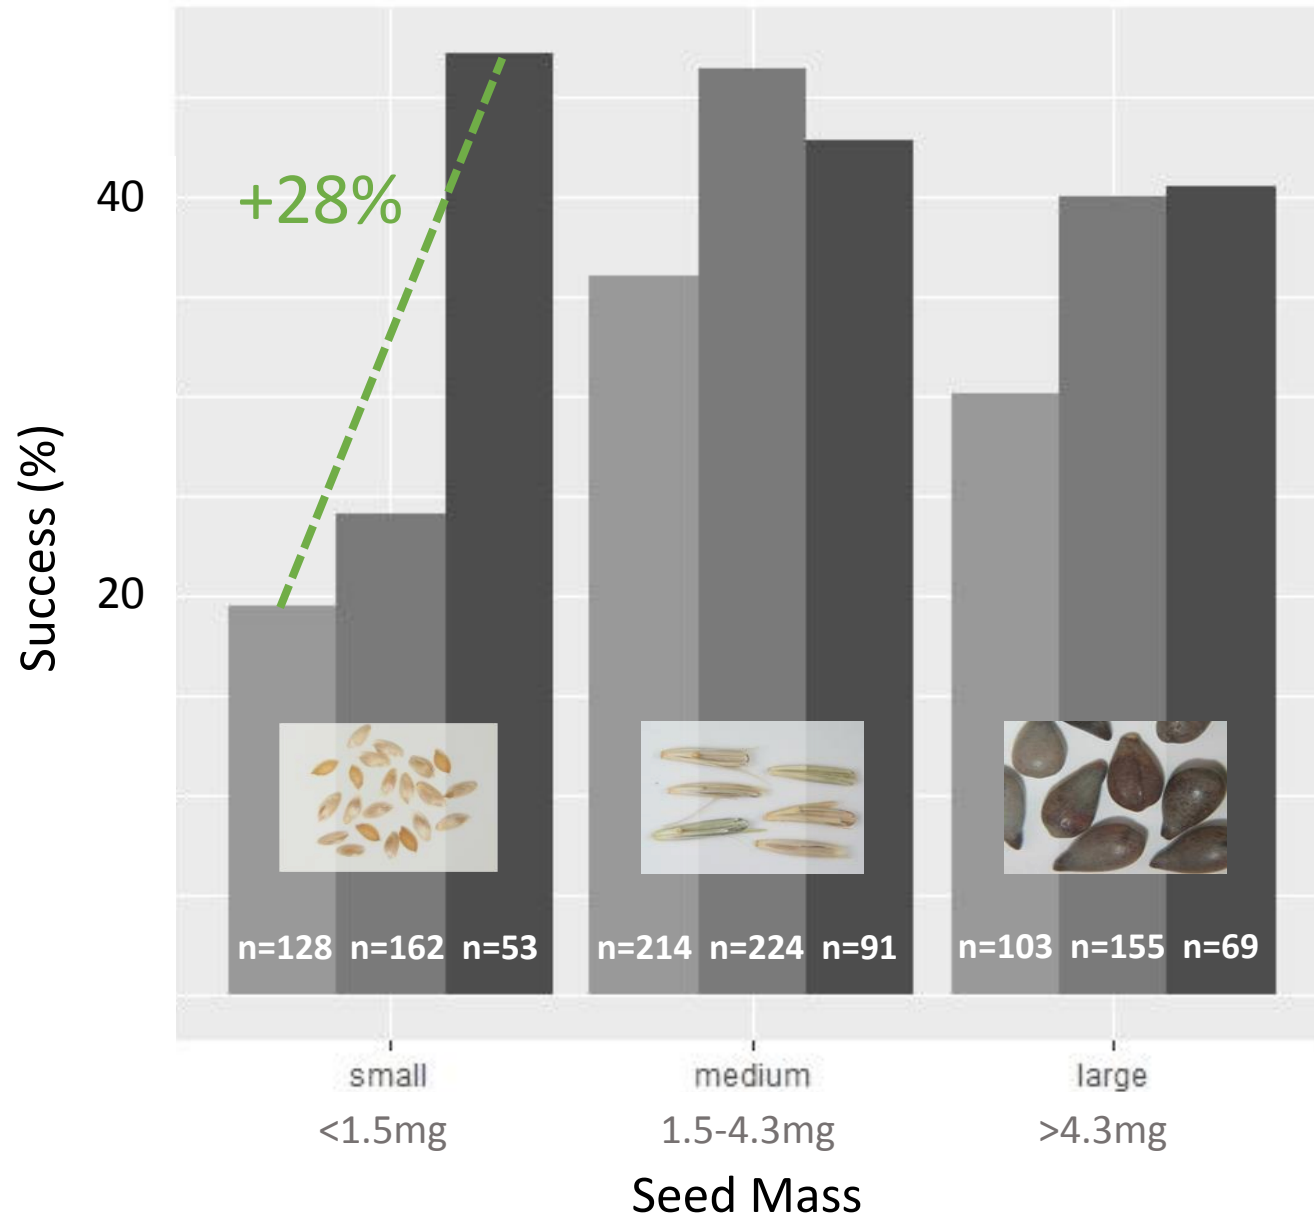 +28%
40
20
Success (%)
n=128 n=162 n=53 n=214 n=224 n=91 n=103 n=155 n=69
small medium large
<1.5mg 1.5-4.3mg >4.3mg
Seed Mass